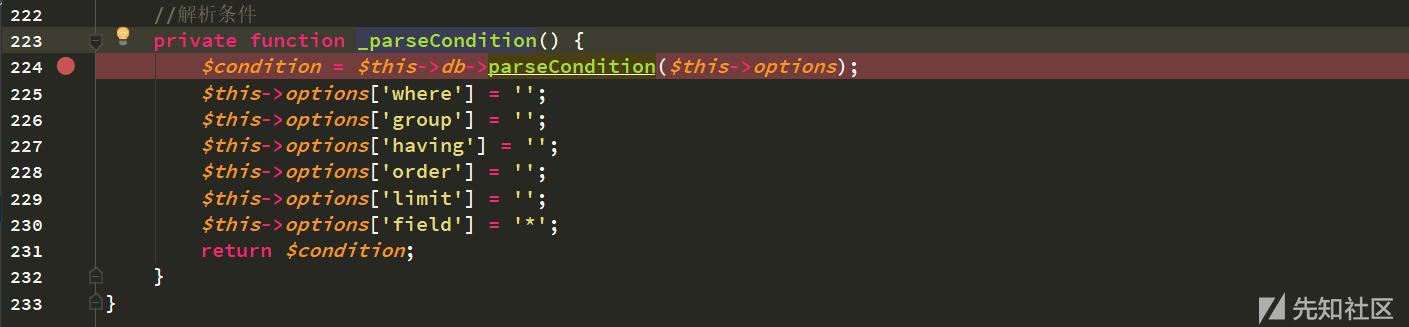 222 //解析条件
223 private function _parseCondition() {
224 $condition = $this->db->parseCondition($this->options);
225 $this->options['where'] = '';
226 $this->options['group'] = '';
227 $this->options['having'] = '';
228 $this->options['order'] = '';
229 $this->options['limit'] = '';
230 $this->options['field'] = '*';
231 return $condition;
232 }
233 }
先知社区